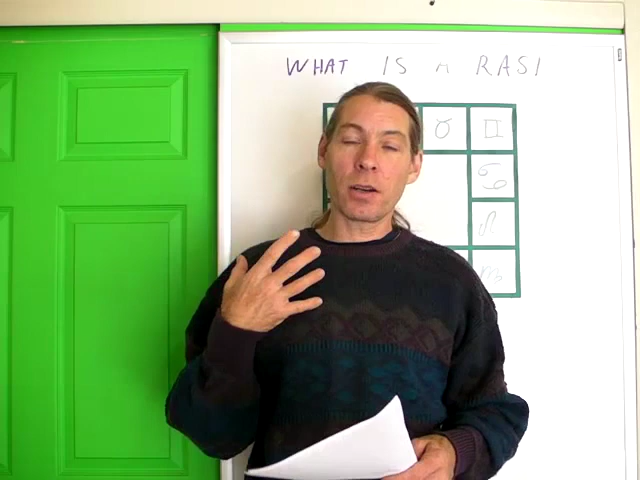 WHAT IS A RASI
♉ ♊
♋
♌
♍